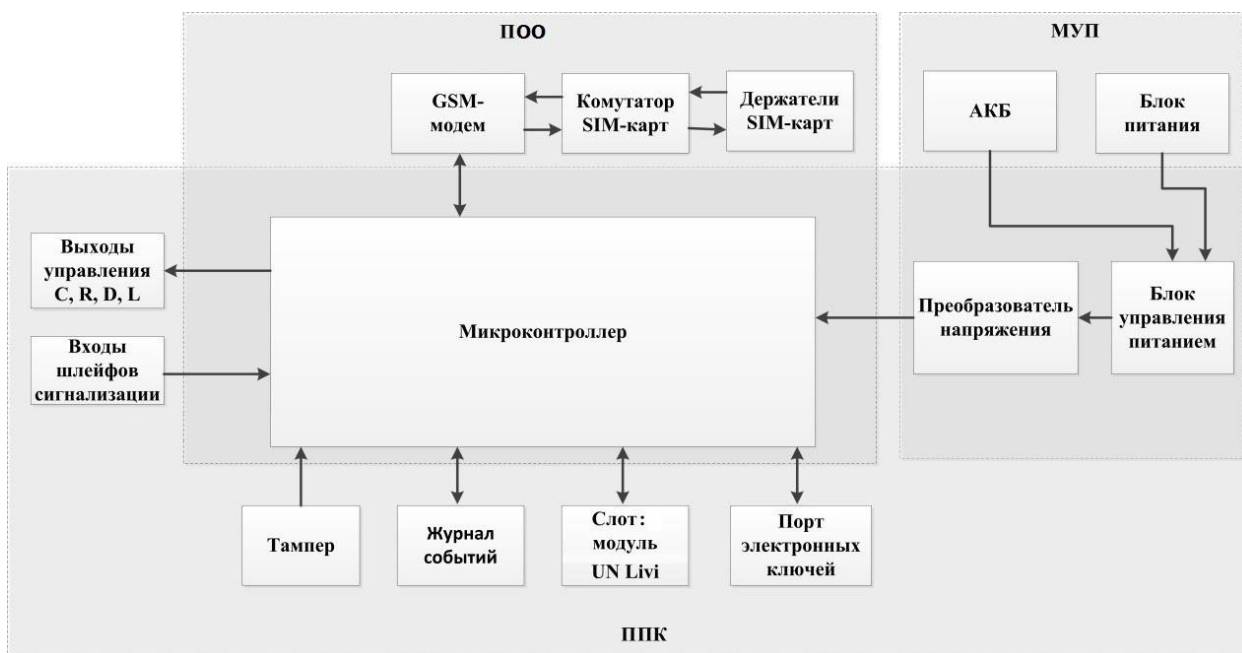 ПОО
МУП
GSM-
модем
Комутатор
SIM-карт
Держатели
SIM-карт
АКБ
Блок
питания
Выходы
управления
C, R, D, L
Входы
шлейфов
сигнализации
Микроконтроллер
Преобразователь
напряжения
Блок
управления
питанием
Тампер
Журнал
событий
Слот:
модуль
UN Livi
Порт
электронных
ключей
ППК